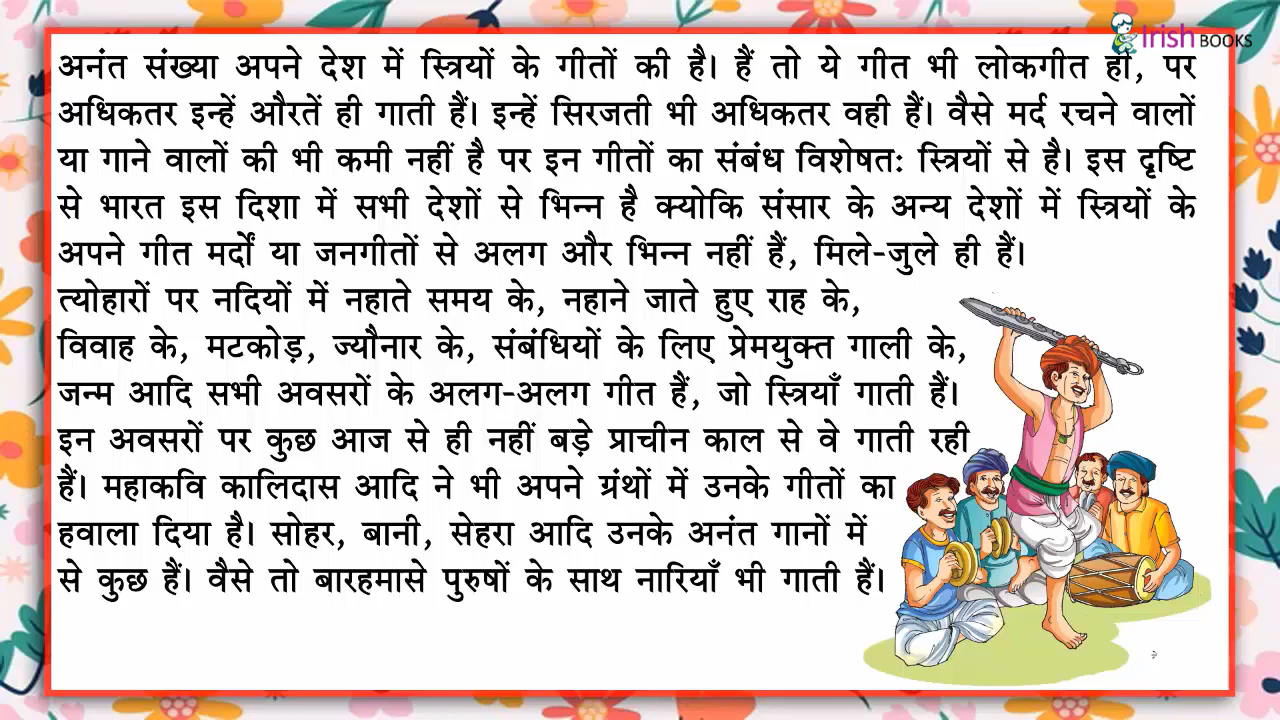 Irish BOOKS
अनंत संख्या अपने देश में स्त्रियों के गीतों की है। हैं तो ये गीत भी लोकगीत ही, पर
अधिकतर इन्हें औरतें ही गाती हैं। इन्हें सिरजती भी अधिकतर वही हैं। वैसे मर्द रचने वालों
या गाने वालों की भी कमी नहीं है पर इन गीतों का संबंध विशेषतः स्त्रियों से है। इस दृष्टि
से भारत इस दिशा में सभी देशों से भिन्न है क्योकि संसार के अन्य देशों में स्त्रियों के
अपने गीत मर्दों या जनगीतों से अलग और भिन्न नहीं हैं, मिले-जुले ही हैं।
त्योहारों पर नदियों में नहाते समय के, नहाने जाते हुए राह के,
विवाह के, मटकोड़, ज्यौनार के, संबंधियों के लिए प्रेमयुक्त गाली के,
जन्म आदि सभी अवसरों के अलग-अलग गीत हैं, जो स्त्रियाँ गाती हैं।
इन अवसरों पर कुछ आज से ही नहीं बड़े प्राचीन काल से वे गाती रही
हैं। महाकवि कालिदास आदि ने भी अपने ग्रंथों में उनके गीतों का
हवाला दिया है। सोहर, बानी, सेहरा आदि उनके अनंत गानों में
से कुछ हैं। वैसे तो बारहमासे पुरुषों के साथ नारियाँ भी गाती हैं।